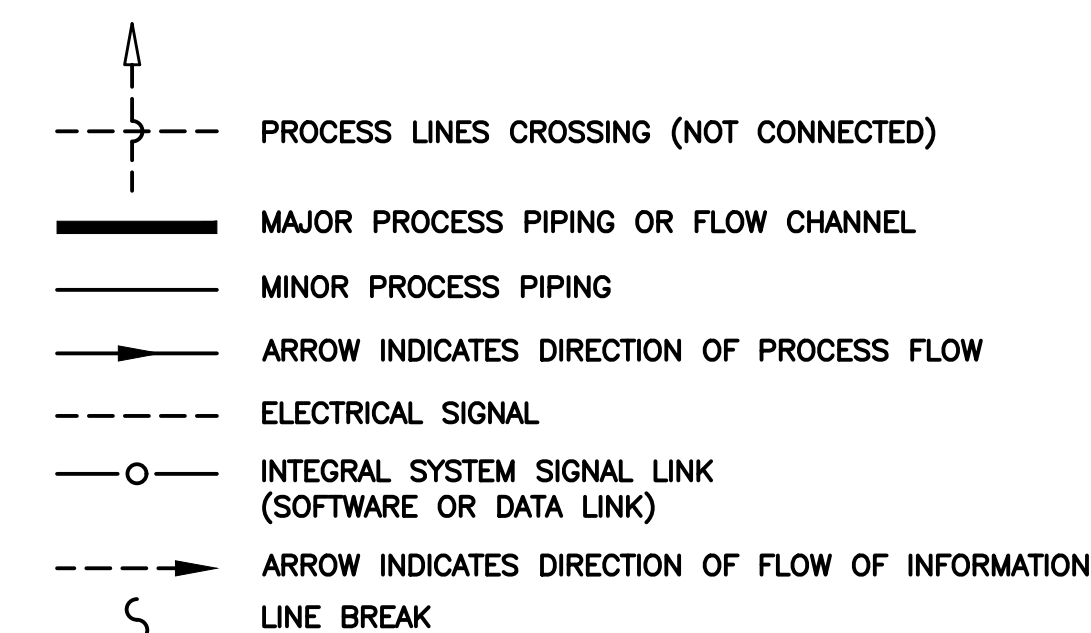 PROCESS LINES CROSSING (NOT CONNECTED)
MAJOR PROCESS PIPING OR FLOW CHANNEL
MINOR PROCESS PIPING
ARROW INDICATES DIRECTION OF PROCESS FLOW
ELECTRICAL SIGNAL
INTEGRAL SYSTEM SIGNAL LINK
(SOFTWARE OR DATA LINK)
ARROW INDICATES DIRECTION OF FLOW OF INFORMATION
LINE BREAK